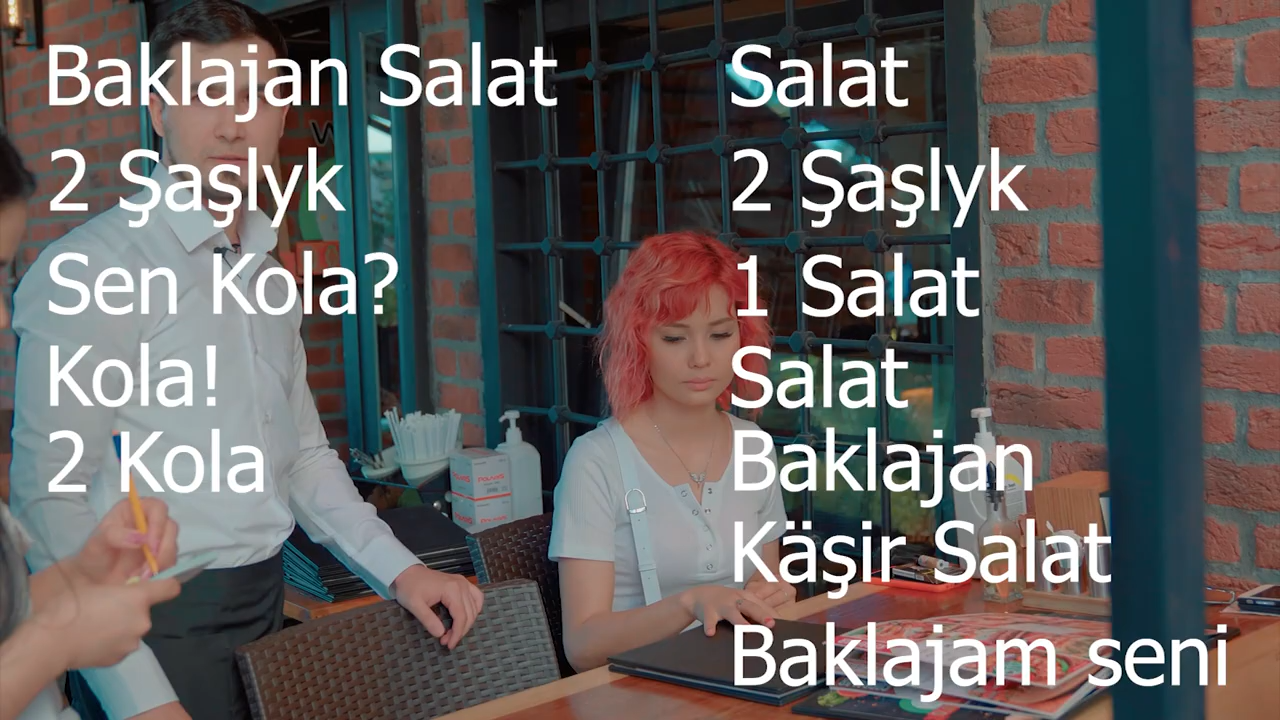 Baklajan Salat
2 Şaşlyk
Sen Kola?
Kola!
2 Kola
Salat
2 Şaşlyk
1 Salat
Salat
Baklajan
Käşir Salat
Baklajam seni